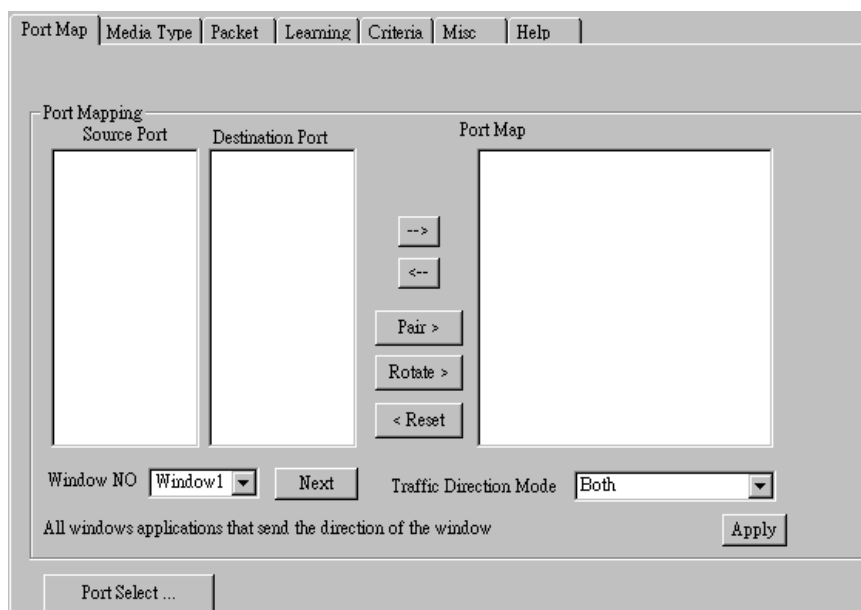 Port Map Media Type Packet Learning Criteria Misc Help
Port Mapping
Source Port Destination Port Port Map
-->
<--
Pair >
Rotate >
< Reset
Window NO Window1 Next Traffic Direction Mode Both
All windows applications that send the direction of the window Apply
Port Select ...